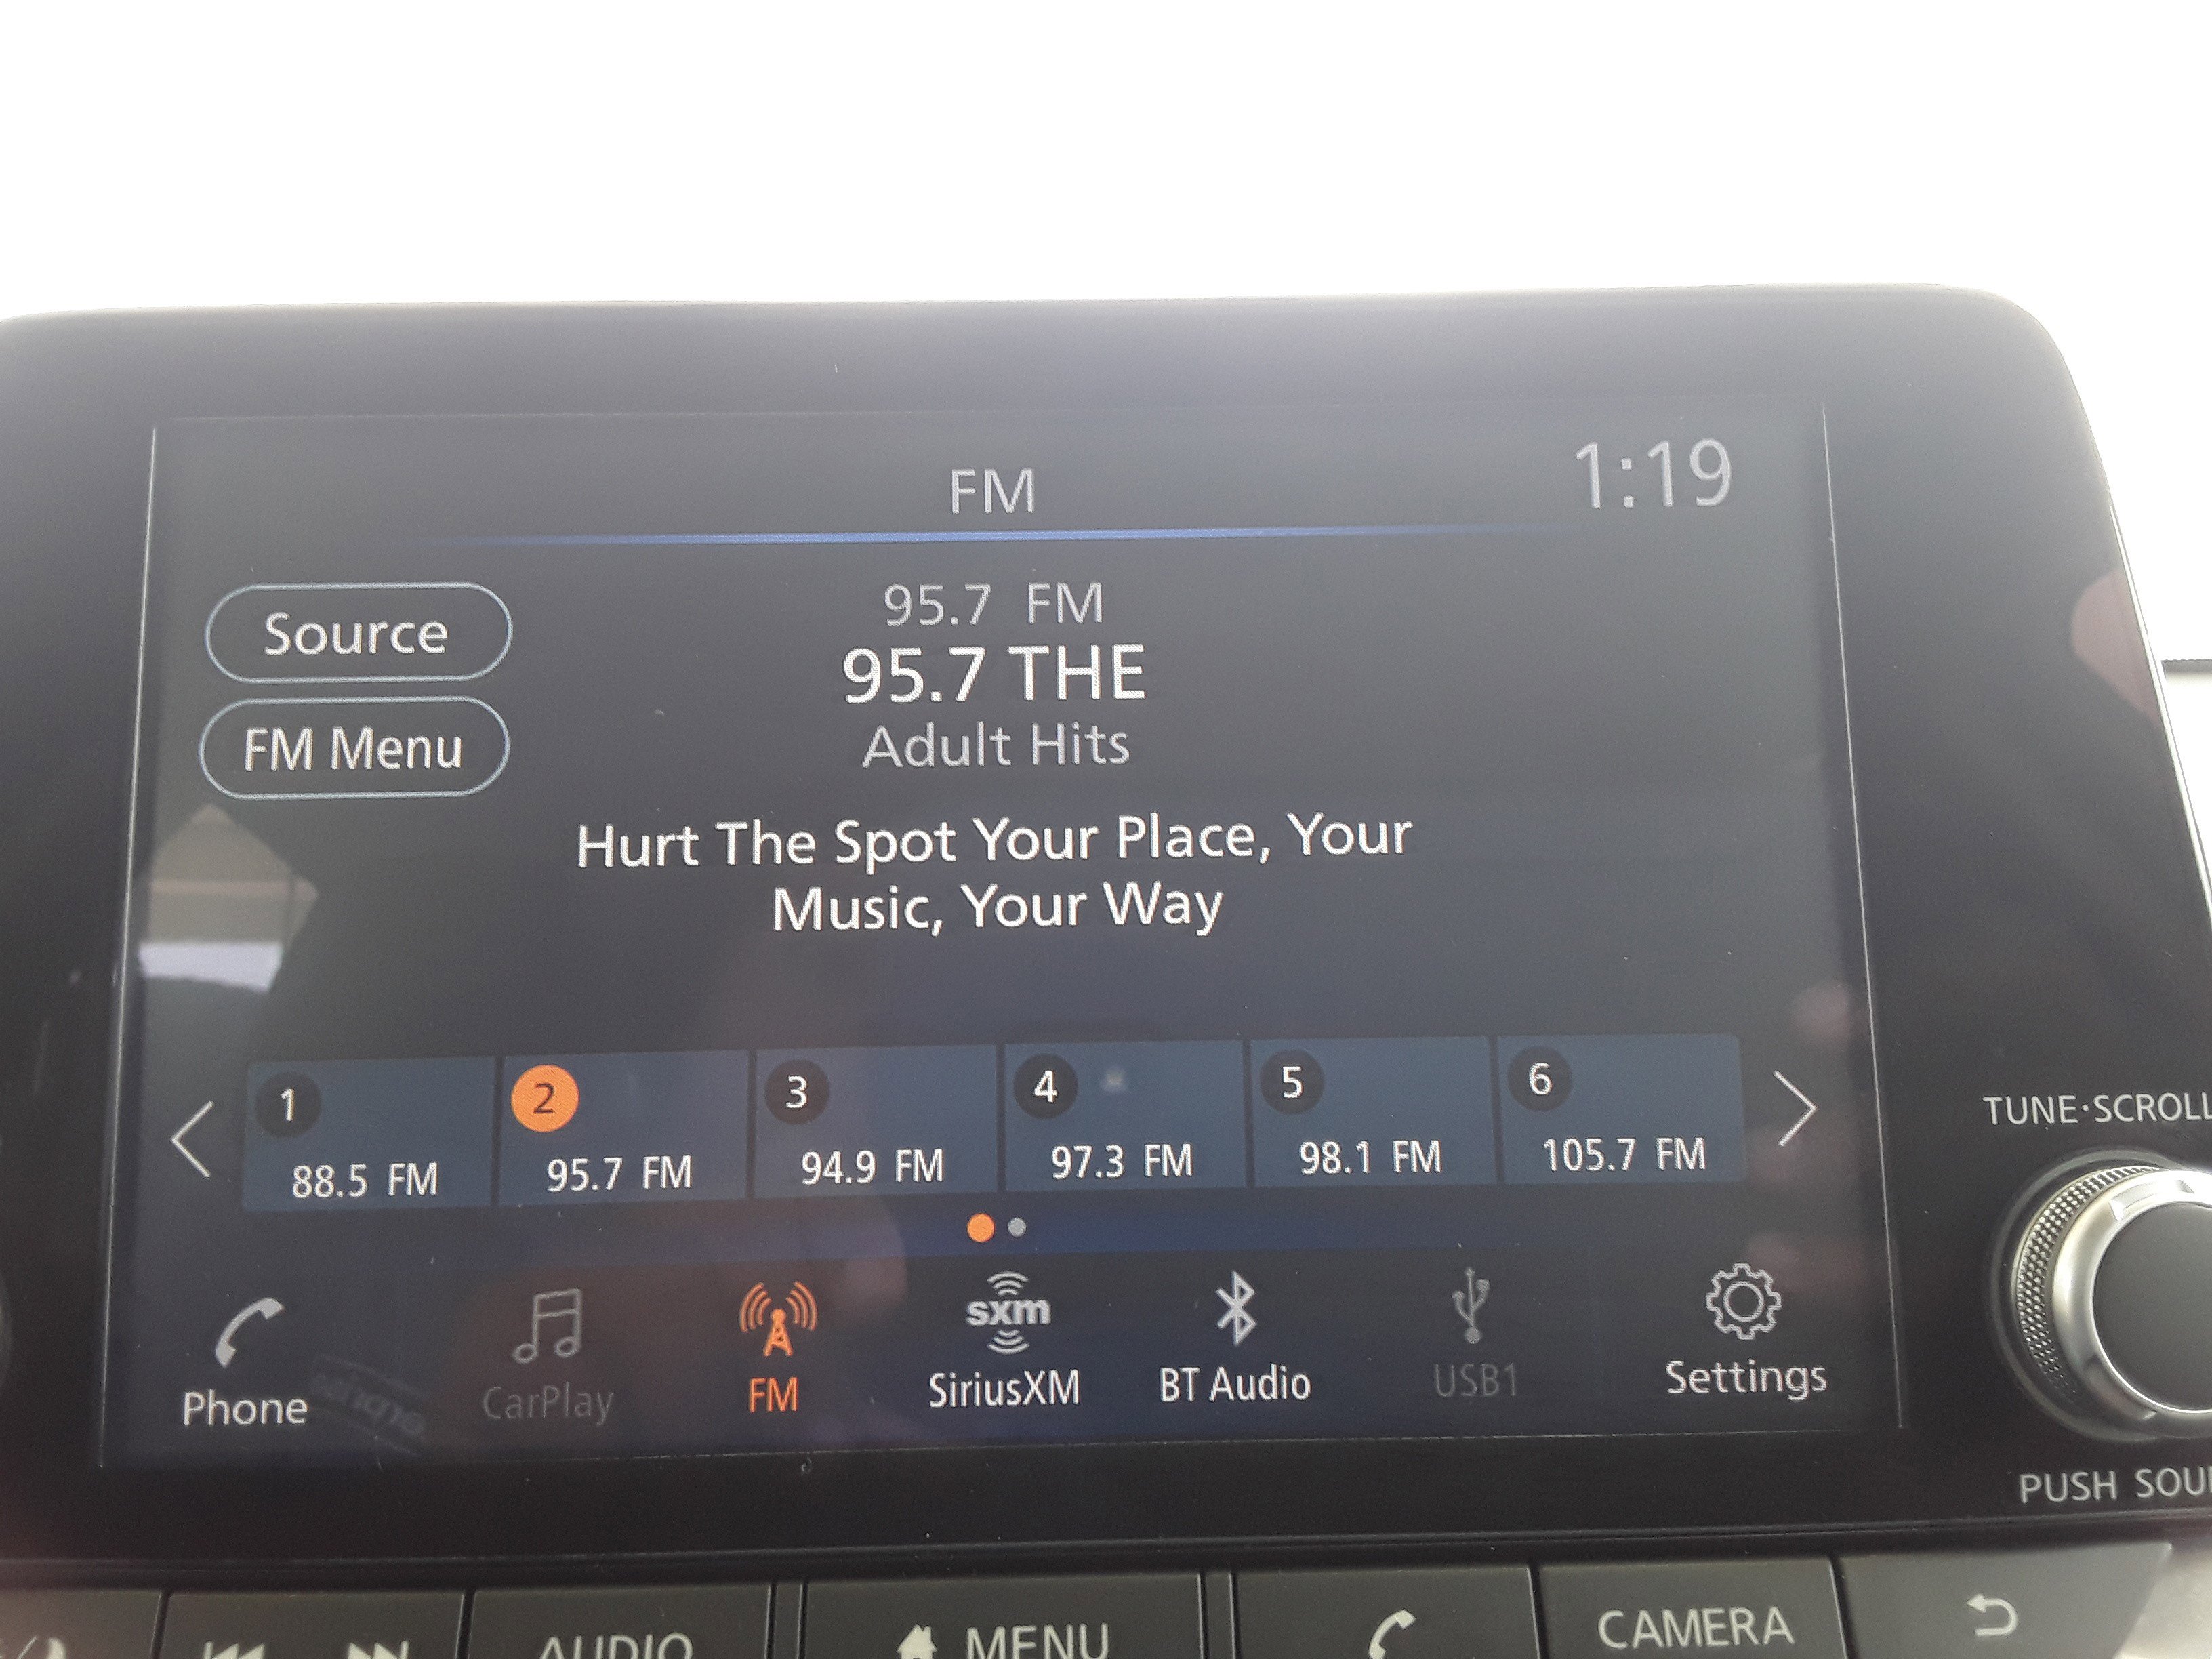 FM
1:19
Source
FM Menu
95.7 FM
95.7 THE
Adult Hits
Hurt The Spot Your Place, Your
Music, Your Way
1
2
3
4
5
6
88.5 FM
95.7 FM
94.9 FM
97.3 FM
98.1 FM
105.7 FM
sxm
Phone
CarPlay
FM
SiriusXM
BT Audio
USB1
Settings
TUNE·SCROLL
PUSH
AUDIO
MENU
CAMERA